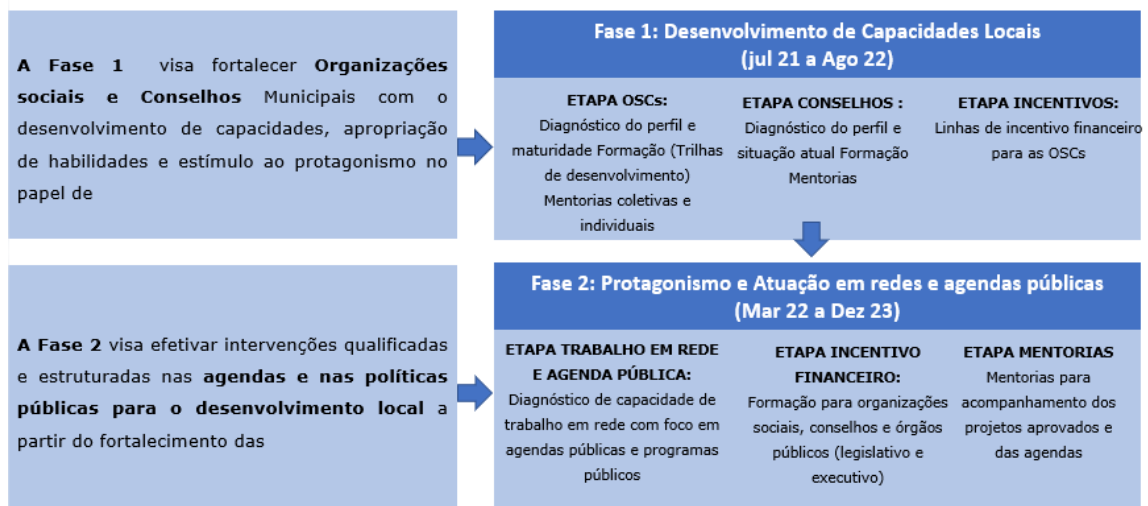 A Fase 1 visa fortalecer Organizações
sociais e Conselhos Municipais com o
desenvolvimento de capacidades, apropriação
de habilidades e estímulo ao protagonismo no
papel de
Fase 1: Desenvolvimento de Capacidades Locais
(jul 21 a Ago 22)
ETAPA OSCs:
Diagnóstico do perfil e
maturidade Formação (Trilhas
de desenvolvimento)
Mentorias coletivas e
individuais
ETAPA CONSELHOS :
Diagnóstico do perfil e
situação atual Formação
Mentorias
ETAPA INCENTIVOS:
Linhas de incentivo financeiro
para as OSCs
A Fase 2 visa efetivar intervenções qualificadas
e estruturadas nas agendas e nas políticas
públicas para o desenvolvimento local a
partir do fortalecimento das
Fase 2: Protagonismo e Atuação em redes e agendas públicas
(Mar 22 a Dez 23)
ETAPA TRABALHO EM REDE
E AGENDA PÚBLICA:
Diagnóstico de capacidade de
trabalho em rede com foco em
agendas públicas e programas
públicos
ETAPA INCENTIVO
FINANCEIRO:
Formação para organizações
sociais, conselhos e órgãos
públicos (legislativo e
executivo)
ETAPA MENTORIAS
Mentorias para
acompanhamento dos
projetos aprovados e
das agendas